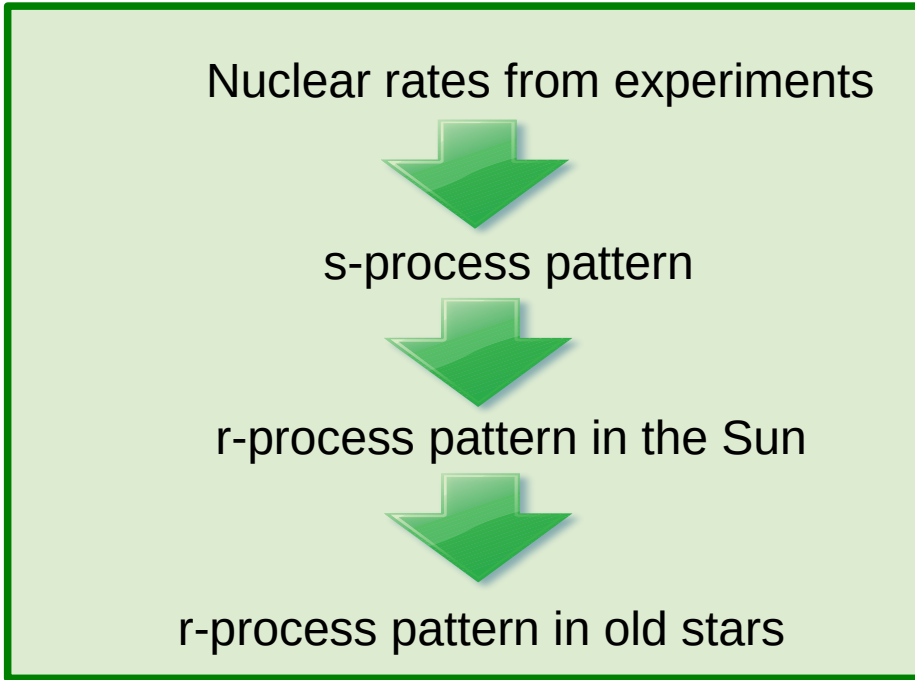 Nuclear rates from experiments
s-process pattern
r-process pattern in the Sun
r-process pattern in old stars